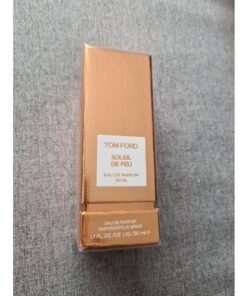 TOM FORD
SOLEIL
DE FEU
EAU DE PARFUM
50 ML
EAU DE PARFUM
VAPORISATEUR SPRAY
1.7 FL.OZ./OZ. LIQ./50 ml ℮